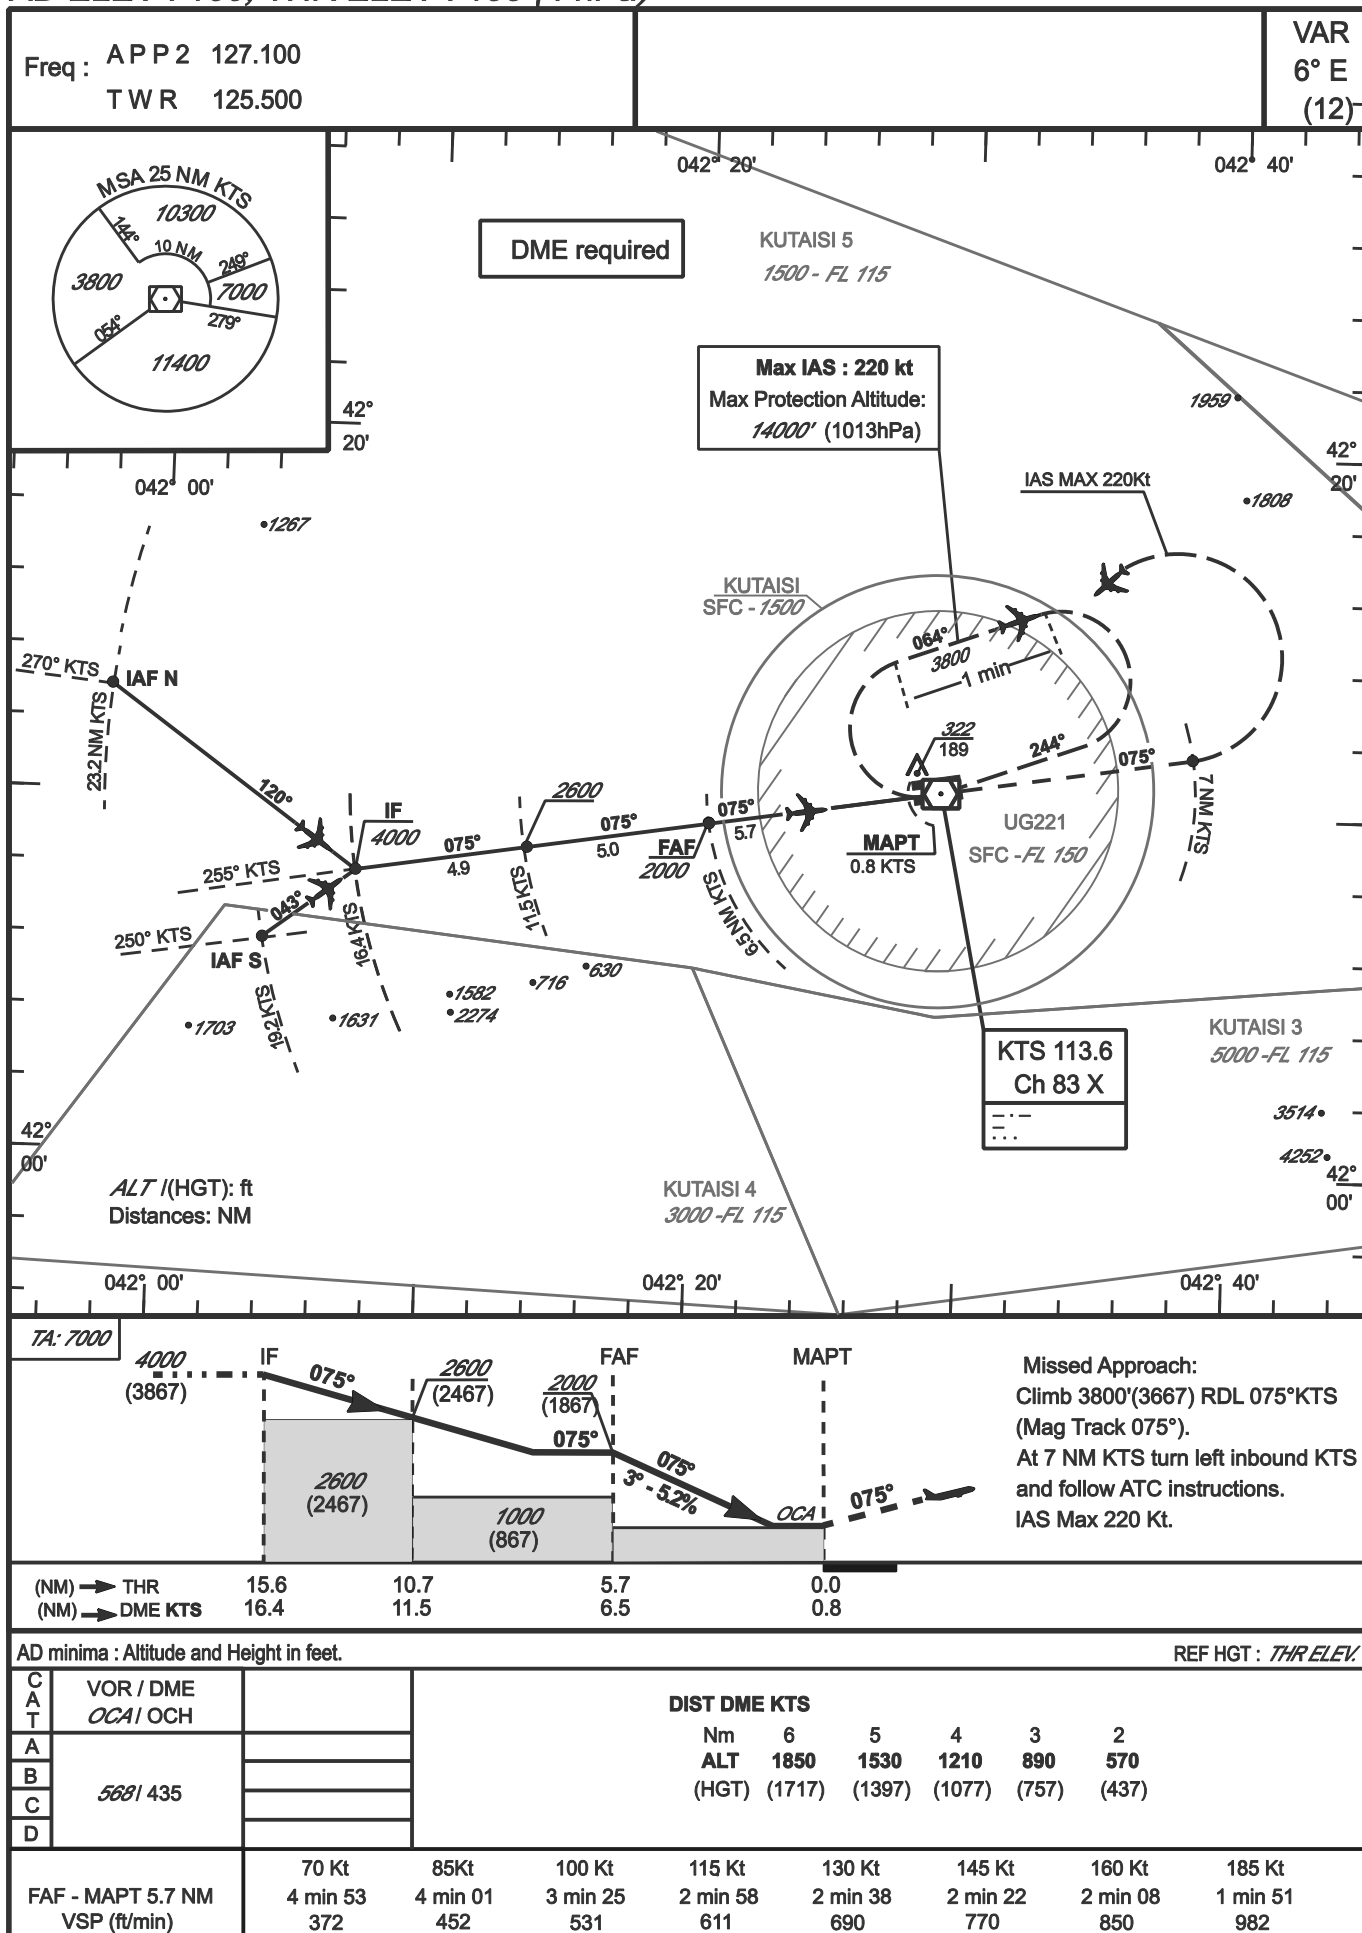 Freq : APP2 127.100
TWR 125.500
VAR
6° E
(12)
MSA 25 NM KTS
10300
144°
10 NM
249°
3800
7000
279°
054°
11400
042° 20'
042° 40'
DME required
KUTAISI 5
1500 - FL 115
Max IAS : 220 kt
Max Protection Altitude:
14000' (1013hPa)
42°
20'
1959
42°
20'
IAS MAX 220Kt
1808
042° 00'
1267
KUTAISI
SFC - 1500
064°
3800
1 min
270° KTS
IAF N
23.2 NM KTS
322
189
244°
075°
7 NM KTS
120°
IF
4000
2600
075°
4.9
075°
5.0
075°
5.7
FAF
2000
MAPT
0.8 KTS
UG221
SFC - FL 150
255° KTS
043°
16.4 KTS
11.5 KTS
6.5 NM KTS
250° KTS
IAF S
19.2 KTS
630
716
1582
2274
1631
1703
KTS 113.6
Ch 83 X
KUTAISI 3
5000 -FL 115
3514
4252
42°
00'
42°
00'
ALT /(HGT): ft
Distances: NM
KUTAISI 4
3000 -FL 115
042° 00'
042° 20'
042° 40'
TA: 7000
4000
(3867)
IF
075°
2600
(2467)
FAF
2000
(1867)
MAPT
075°
075°
3° - 5.2%
OCA
075°
2600
(2467)
1000
(867)
Missed Approach:
Climb 3800'(3667) RDL 075°KTS
(Mag Track 075°).
At 7 NM KTS turn left inbound KTS
and follow ATC instructions.
IAS Max 220 Kt.
(NM) THR 15.6 10.7 5.7 0.0
(NM) DME KTS 16.4 11.5 6.5 0.8
AD minima : Altitude and Height in feet.
REF HGT : THR ELEV.
CAT
VOR / DME
OCA / OCH
A
B
C
D
568/ 435
DIST DME KTS
Nm 6 5 4 3 2
ALT 1850 1530 1210 890 570
(HGT) (1717) (1397) (1077) (757) (437)
70 Kt 85Kt 100 Kt 115 Kt 130 Kt 145 Kt 160 Kt 185 Kt
FAF - MAPT 5.7 NM 4 min 53 4 min 01 3 min 25 2 min 58 2 min 38 2 min 22 2 min 08 1 min 51
VSP (ft/min) 372 452 531 611 690 770 850 982